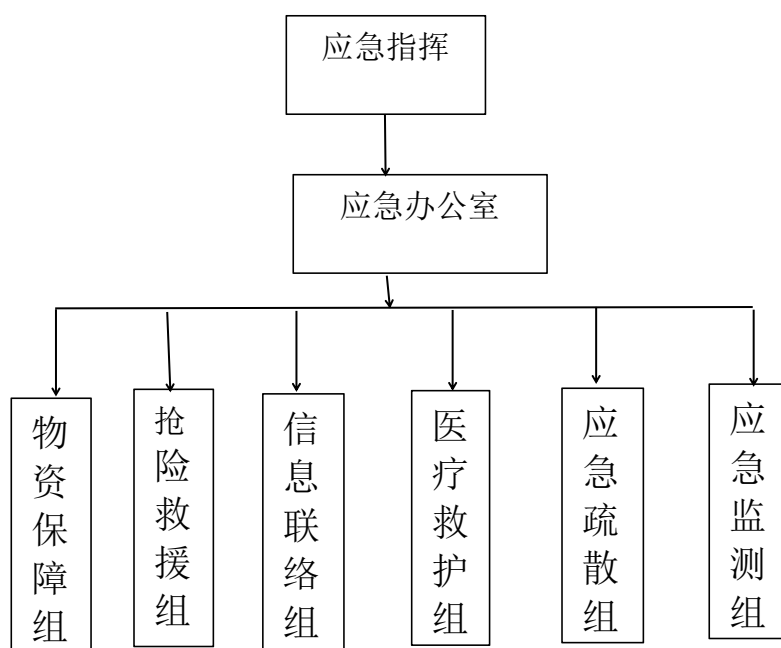 应急指挥
应急办公室
物资保障组
抢险救援组
信息联络组
医疗救护组
应急疏散组
应急监测组